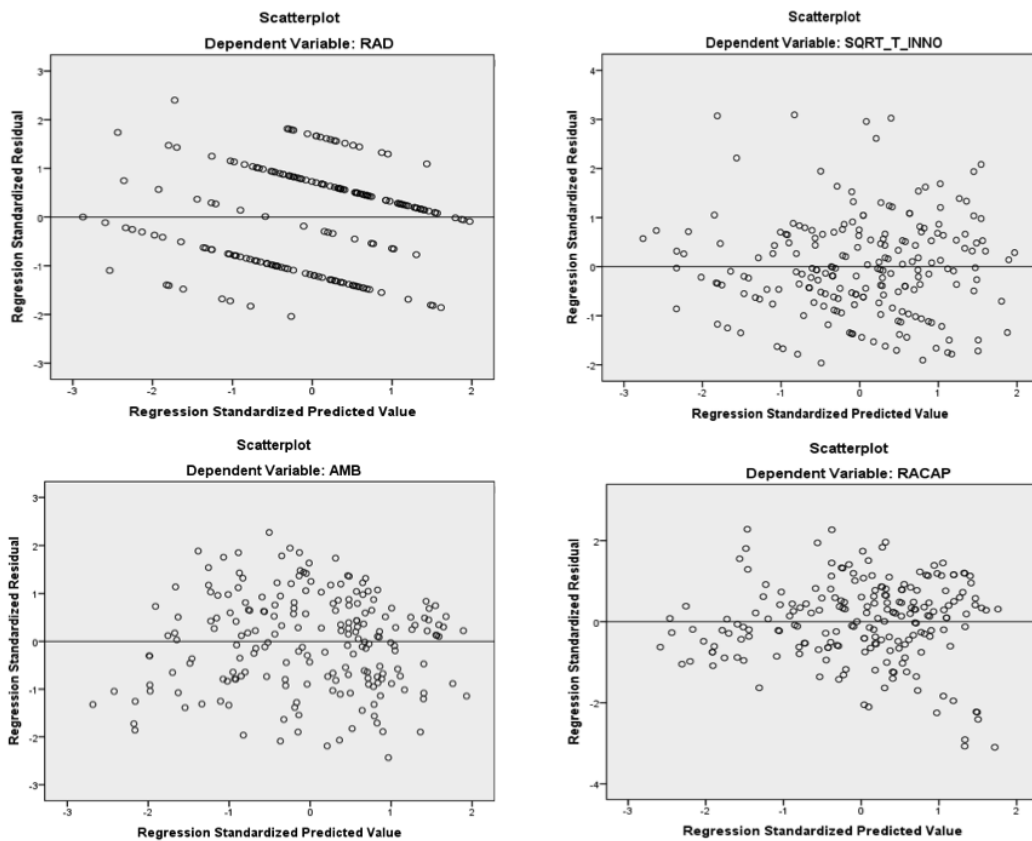 Scatterplot
Dependent Variable: RAD
Regression Standardized Residual
3
2
1
0
-1
-2
-3
-3 -2 -1 0 1 2
Regression Standardized Predicted Value
Scatterplot
Dependent Variable: SQRT_T_INNO
Regression Standardized Residual
4
3
2
1
0
-1
-2
-3 -2 -1 0 1 2
Regression Standardized Predicted Value
Scatterplot
Dependent Variable: AMB
Regression Standardized Residual
3
2
1
0
-1
-2
-3
-3 -2 -1 0 1 2
Regression Standardized Predicted Value
Scatterplot
Dependent Variable: RACAP
Regression Standardized Residual
2
0
-2
-4
-3 -2 -1 0 1 2
Regression Standardized Predicted Value